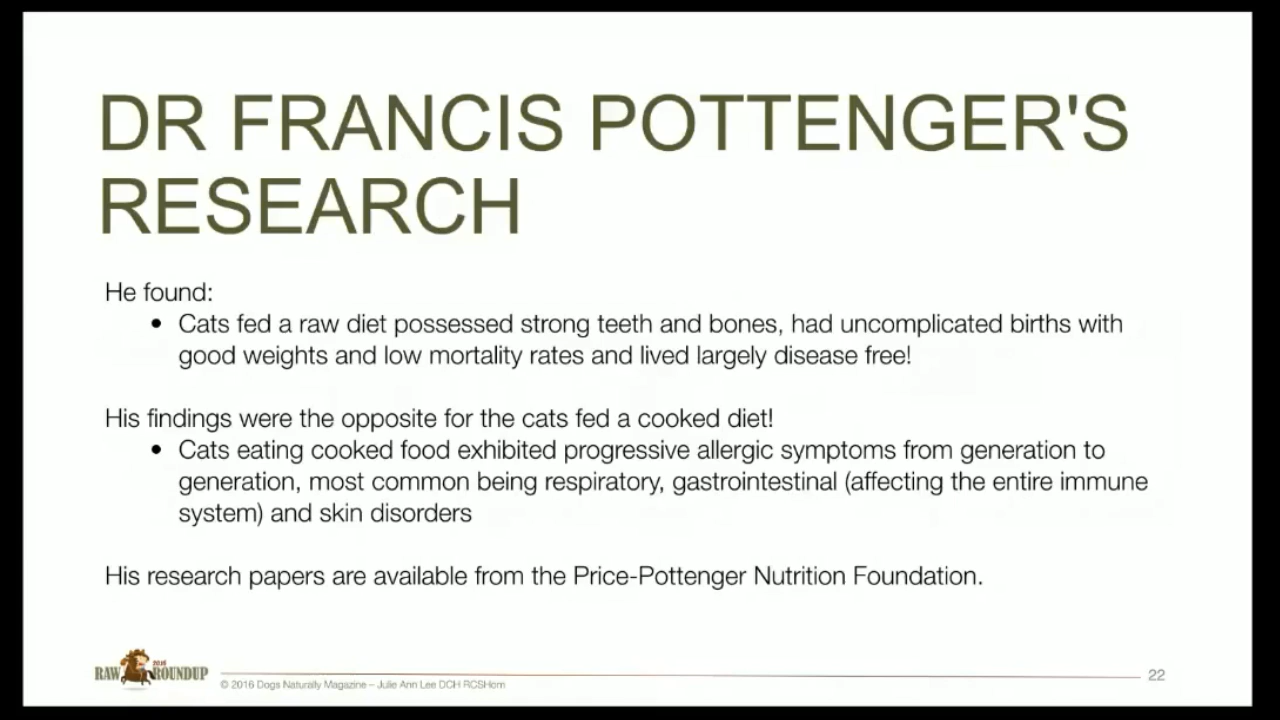 DR FRANCIS POTTENGER'S
RESEARCH
He found:
• Cats fed a raw diet possessed strong teeth and bones, had uncomplicated births with
good weights and low mortality rates and lived largely disease free!
His findings were the opposite for the cats fed a cooked diet!
• Cats eating cooked food exhibited progressive allergic symptoms from generation to
generation, most common being respiratory, gastrointestinal (affecting the entire immune
system) and skin disorders
His research papers are available from the Price-Pottenger Nutrition Foundation.
RAW 2016 ROUNDUP
© 2016 Dogs Naturally Magazine – Julie Ann Lee DCH RCSHom
22